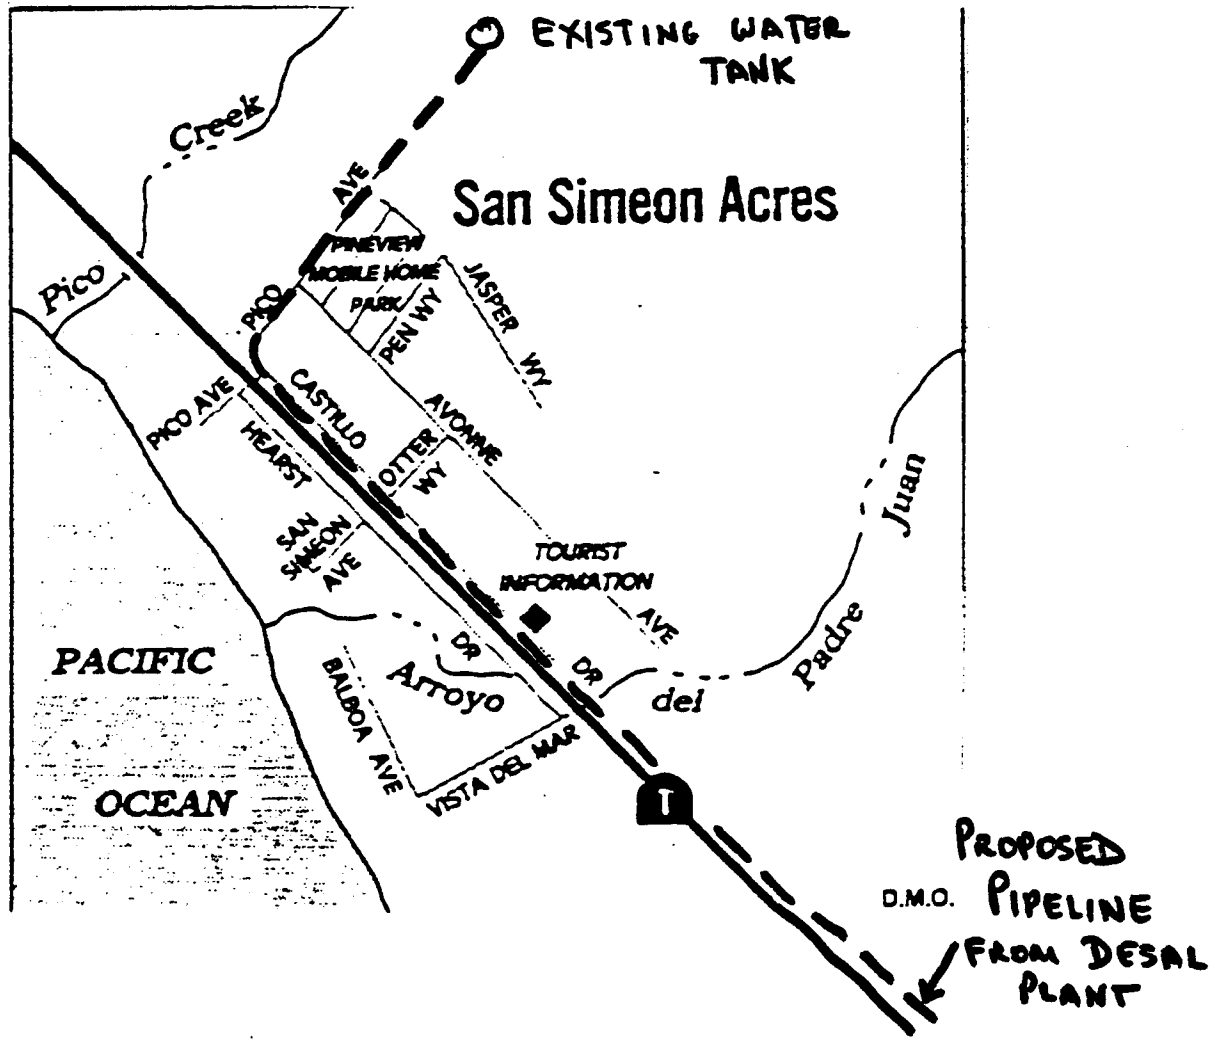 EXISTING WATER
TANK
Creek
AVE
San Simeon Acres
PINEVIEW
MOBILE HOME
PARK
Pico
PICO
PEN WY
JASPER WY
PICO AVE
CASTILLO
HEARST
AVONNE
OTTER
WY
Juan
SAN
SIMEON
AVE
TOURIST
INFORMATION
AVE
PACIFIC
DR
DR
Padre
Arroyo
del
BALBOA AVE
VISTA DEL MAR
OCEAN
T
PROPOSED
D.M.O. PIPELINE
FROM DESAL
PLANT